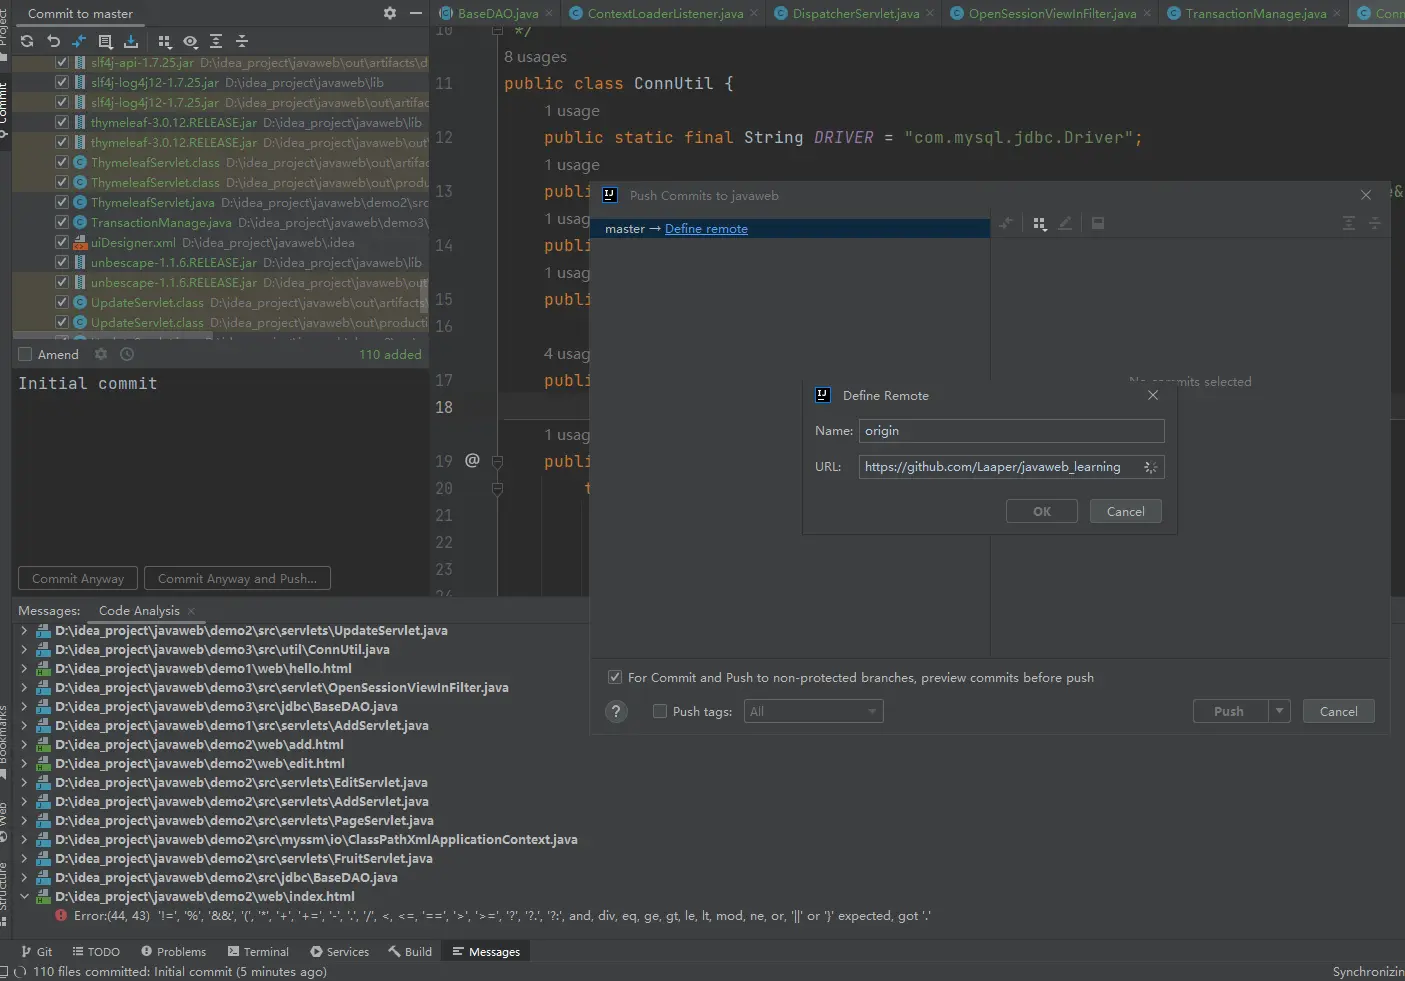 Commit to master
BaseDAO.java
ContextLoaderListener.java
DispatcherServlet.java
OpenSessionViewInFilter.java
TransactionManage.java
slf4j-api-1.7.25.jar D:\idea_project\javaweb\out\artifacts\d
slf4j-log4j12-1.7.25.jar D:\idea_project\javaweb\lib
slf4j-log4j12-1.7.25.jar D:\idea_project\javaweb\out\artifac
thymeleaf-3.0.12.RELEASE.jar D:\idea_project\javaweb\lib
thymeleaf-3.0.12.RELEASE.jar D:\idea_project\javaweb\out\
ThymeleafServlet.class D:\idea_project\javaweb\out\artifac
ThymeleafServlet.class D:\idea_project\javaweb\out\produ
ThymeleafServlet.java D:\idea_project\javaweb\demo2\src
TransactionManage.java D:\idea_project\javaweb\demo3\
uiDesigner.xml D:\idea_project\javaweb\.idea
unbescape-1.1.6.RELEASE.jar D:\idea_project\javaweb\lib
unbescape-1.1.6.RELEASE.jar D:\idea_project\javaweb\out
UpdateServlet.class D:\idea_project\javaweb\out\artifacts\
UpdateServlet.class D:\idea_project\javaweb\out\producti
Amend
110 added
Initial commit
Commit Anyway
Commit Anyway and Push...
10 */
8 usages
11 public class ConnUtil {
1 usage
12 public static final String DRIVER = "com.mysql.jdbc.Driver";
1 usage
13 publi
1 usag
14 publi
1 usag
15 publi
16
4 usag
17 publi
18
1 usag
19 @ publi
20 t
21
22
23
24
Push Commits to javaweb
master → Define remote
No commits selected
Define Remote
Name: origin
URL: https://github.com/Laaper/javaweb_learning
OK
Cancel
For Commit and Push to non-protected branches, preview commits before push
? Push tags: All
Push
Cancel
Messages: Code Analysis
D:\idea_project\javaweb\demo2\src\servlets\UpdateServlet.java
D:\idea_project\javaweb\demo3\src\util\ConnUtil.java
D:\idea_project\javaweb\demo1\web\hello.html
D:\idea_project\javaweb\demo3\src\servlet\OpenSessionViewInFilter.java
D:\idea_project\javaweb\demo3\src\jdbc\BaseDAO.java
D:\idea_project\javaweb\demo1\src\servlets\AddServlet.java
D:\idea_project\javaweb\demo2\web\add.html
D:\idea_project\javaweb\demo2\web\edit.html
D:\idea_project\javaweb\demo2\src\servlets\EditServlet.java
D:\idea_project\javaweb\demo2\src\servlets\AddServlet.java
D:\idea_project\javaweb\demo2\src\servlets\PageServlet.java
D:\idea_project\javaweb\demo2\src\myssm\io\ClassPathXmlApplicationContext.java
D:\idea_project\javaweb\demo2\src\servlets\FruitServlet.java
D:\idea_project\javaweb\demo2\src\jdbc\BaseDAO.java
D:\idea_project\javaweb\demo2\web\index.html
Error:(44, 43) '!=', '%', '&&', '(', '*', '+', '+=', '-', '.', '/', <, <=, '==', '>', '>=', '?', '?.', '?:', and, div, eq, ge, gt, le, lt, mod, ne, or, '||' or '}' expected, got '.'
Git
TODO
Problems
Terminal
Services
Build
Messages
110 files committed: Initial commit (5 minutes ago)
Synchronizin
Project
Commit
Bookmarks
Web
Structure